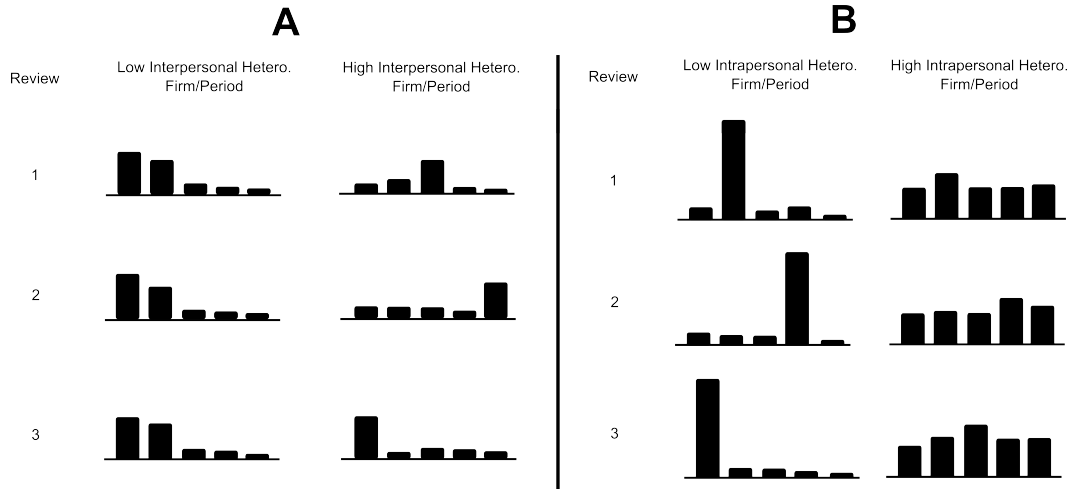 A
B
Review
Low Interpersonal Hetero.
Firm/Period
High Interpersonal Hetero.
Firm/Period
1
2
3
Review
Low Intrapersonal Hetero.
Firm/Period
High Intrapersonal Hetero.
Firm/Period
1
2
3